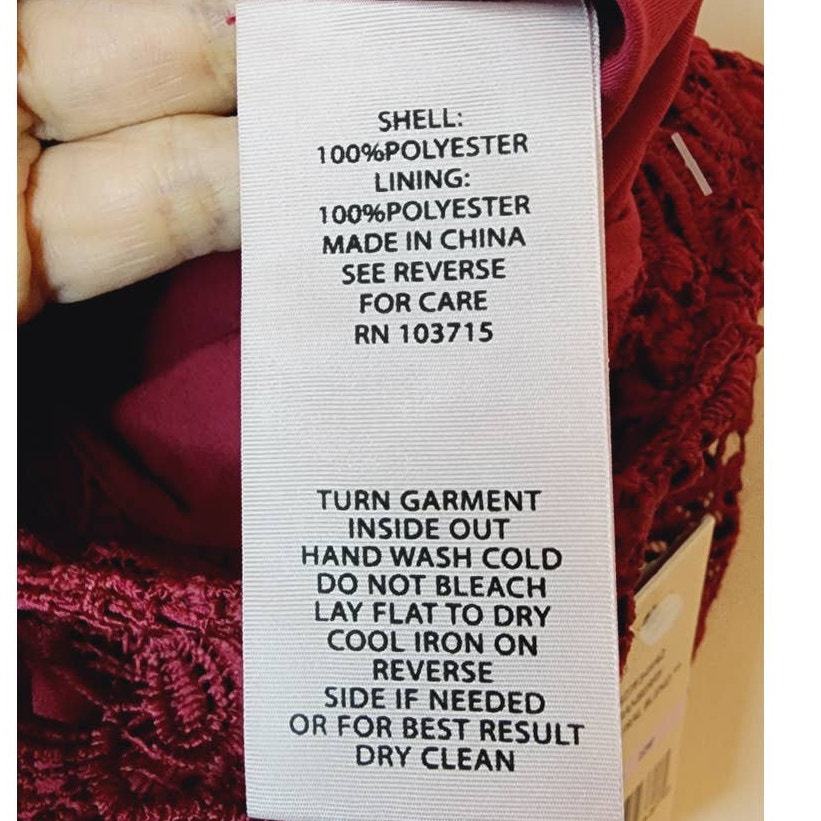 SHELL:
100%POLYESTER
LINING:
100%POLYESTER
MADE IN CHINA
SEE REVERSE
FOR CARE
RN 103715
TURN GARMENT
INSIDE OUT
HAND WASH COLD
DO NOT BLEACH
LAY FLAT TO DRY
COOL IRON ON
REVERSE
SIDE IF NEEDED
OR FOR BEST RESULT
DRY CLEAN